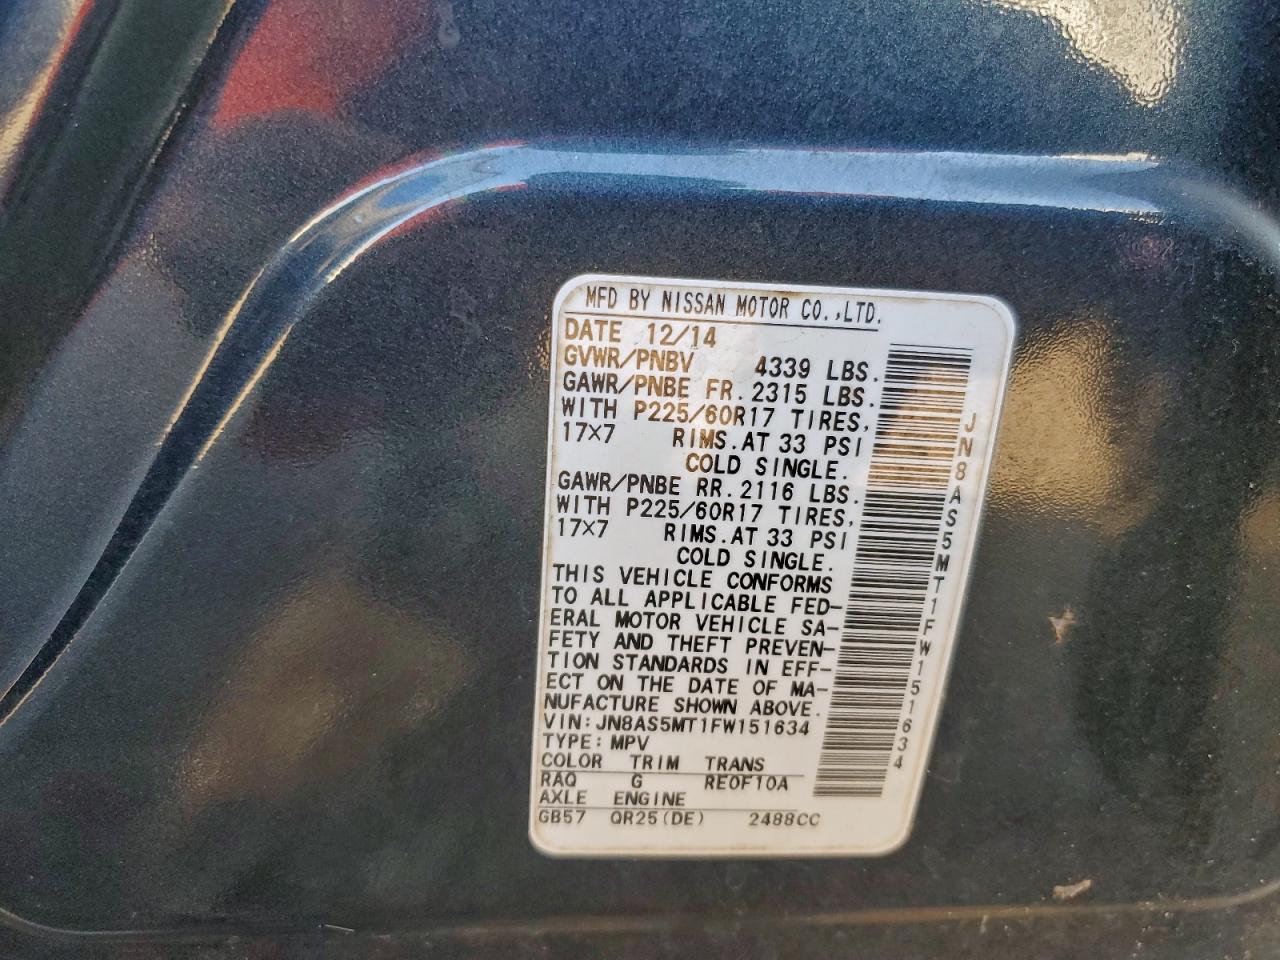 MFD BY NISSAN MOTOR CO.,LTD.
DATE 12/14
GVWR/PNBV 4339 LBS.
GAWR/PNBE FR. 2315 LBS.
WITH P225/60R17 TIRES,
17×7 RIMS.AT 33 PSI
COLD SINGLE.
GAWR/PNBE RR. 2116 LBS.
WITH P225/60R17 TIRES,
17×7 RIMS.AT 33 PSI
COLD SINGLE.
THIS VEHICLE CONFORMS
TO ALL APPLICABLE FED-
ERAL MOTOR VEHICLE SA-
FETY AND THEFT PREVEN-
TION STANDARDS IN EFF-
ECT ON THE DATE OF MA-
NUFACTURE SHOWN ABOVE.
VIN:JN8AS5MT1FW151634
TYPE:MPV
COLOR TRIM TRANS
RAQ G RE0F10A
AXLE ENGINE
GB57 QR25(DE) 2488CC
JN8AS5MT1FW151634